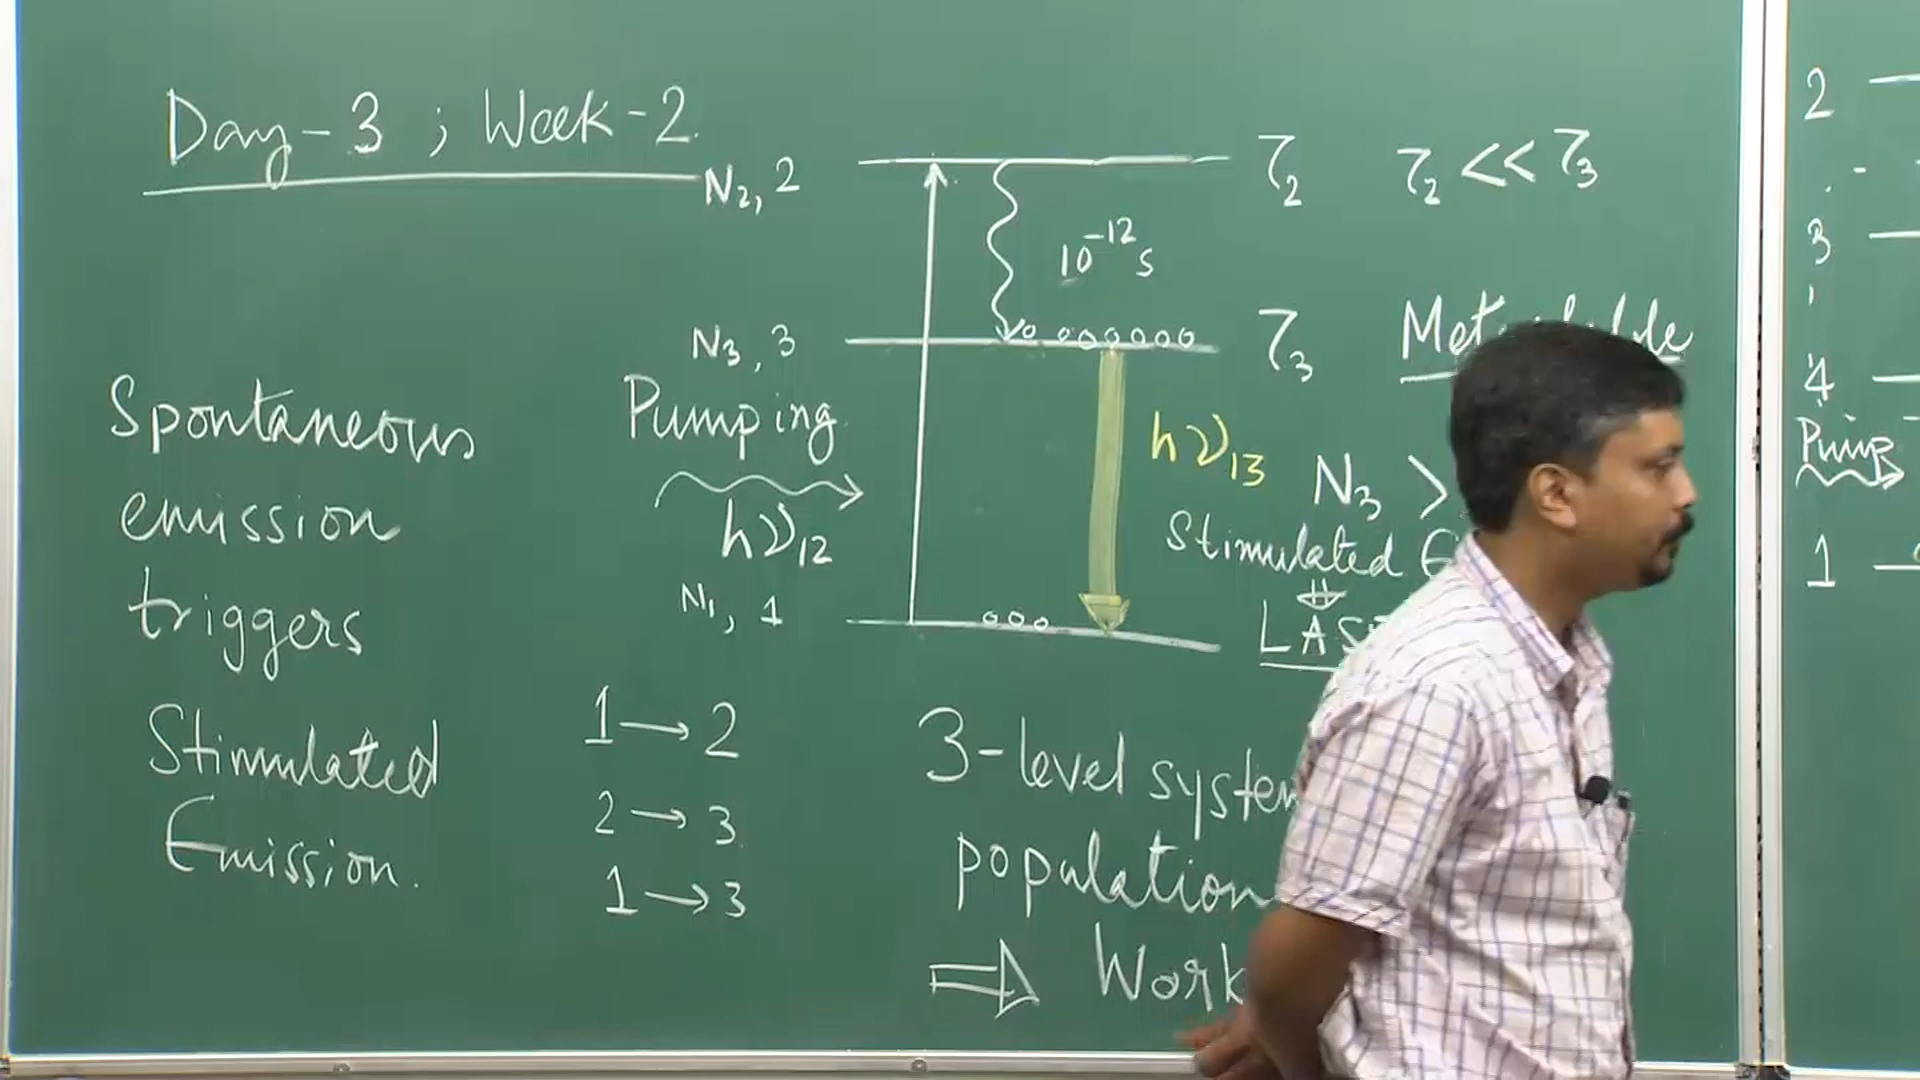 Day-3 ; Week-2
N2, 2
τ2 τ2 << τ3
10^-12 s
N3, 3
τ3
Pumping
hν12
hν13
N3 >
Stimulated
N1, 1
Spontaneous
emission
triggers
Stimulated
Emission.
1 → 2
2 → 3
1 → 3
3-level system
population
⇒ Work
2
3
4
Pump
1